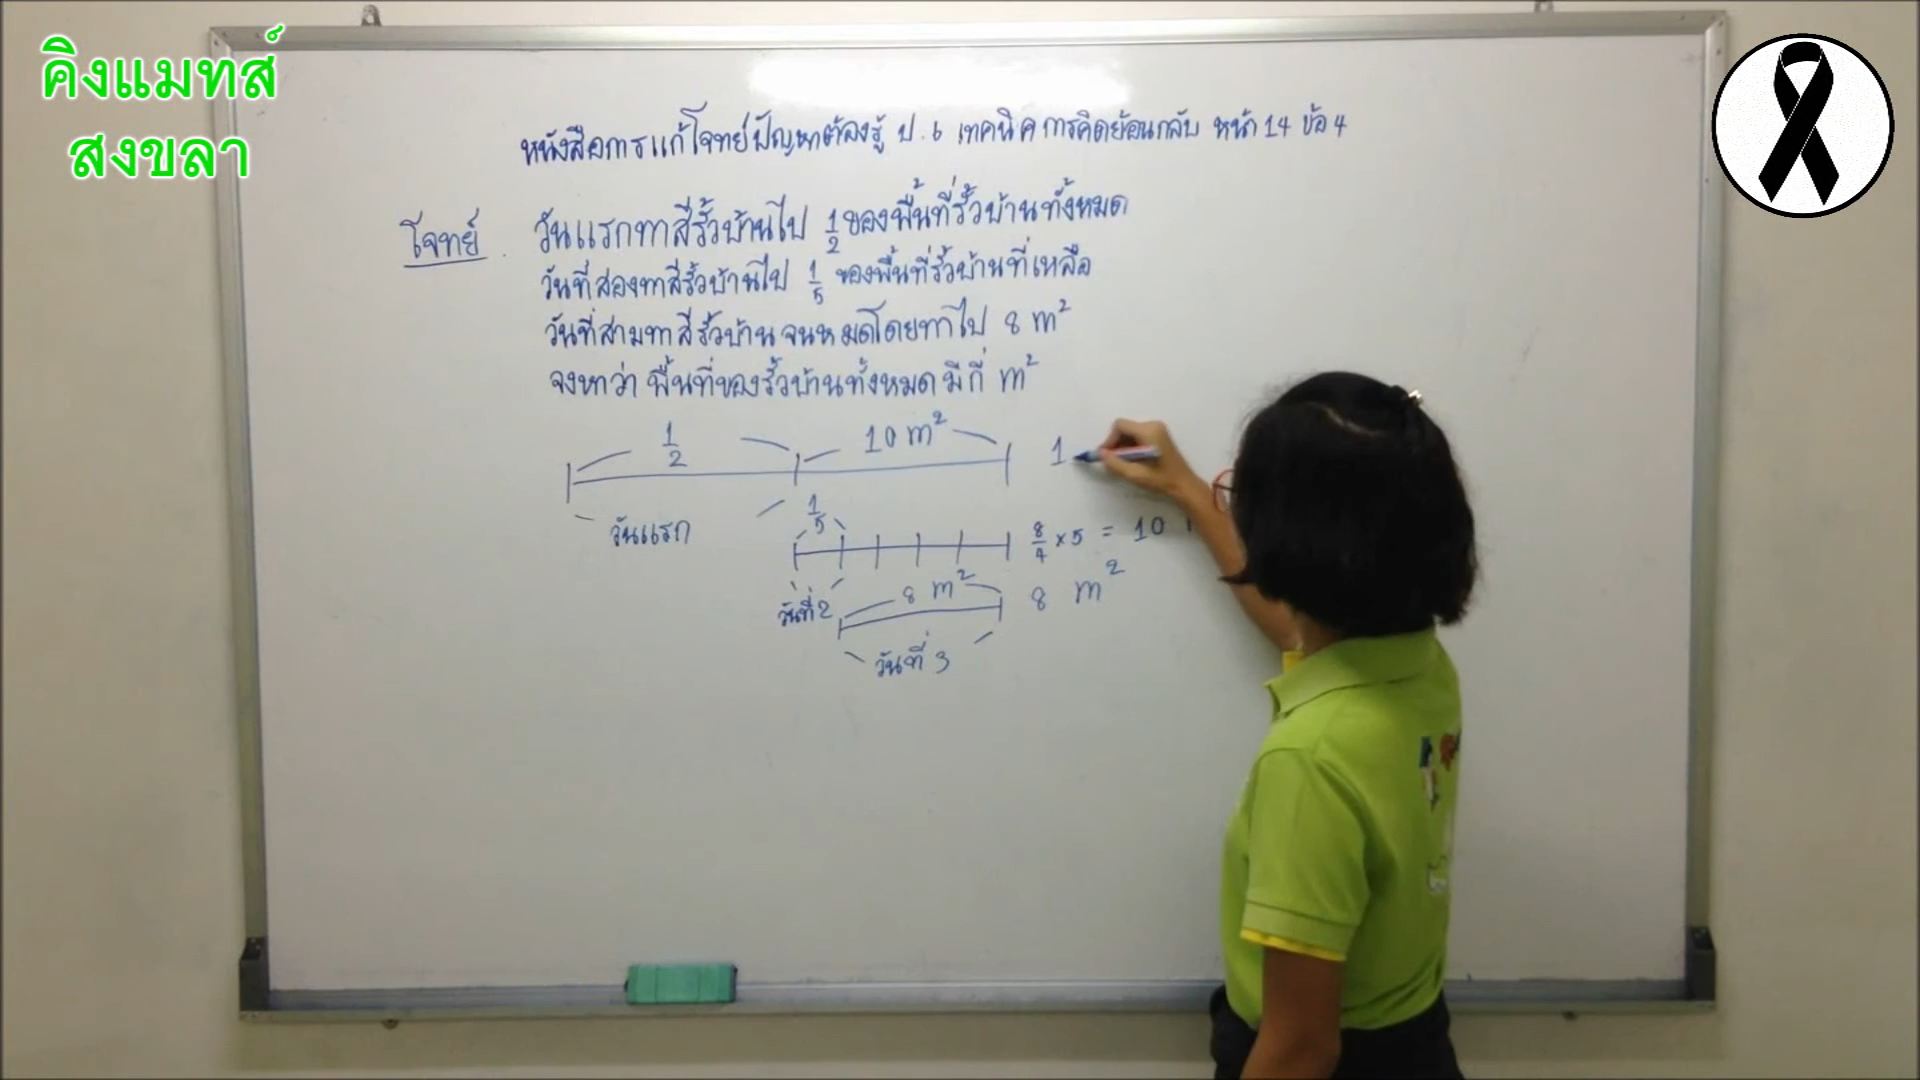 คิงแมทส์
สงขลา
หนังสือการแก้โจทย์ปัญหาต้องรู้ ป.6 เทคนิคการคิดย้อนกลับ หน้า 14 ข้อ 4
โจทย์. วันแรกทาสีรั้วบ้านไป 1/2 ของพื้นที่รั้วบ้านทั้งหมด
วันที่สองทาสีรั้วบ้านไป 1/5 ของพื้นที่รั้วบ้านที่เหลือ
วันที่สามทาสีรั้วบ้านจนหมดโดยทาไป 8 m²
จงหาว่า พื้นที่ของรั้วบ้านทั้งหมดมีกี่ m²
1/2 10 m² 1
วันแรก
1/5
8/4 × 5 = 10
วันที่ 2 8 m² 8 m²
วันที่ 3